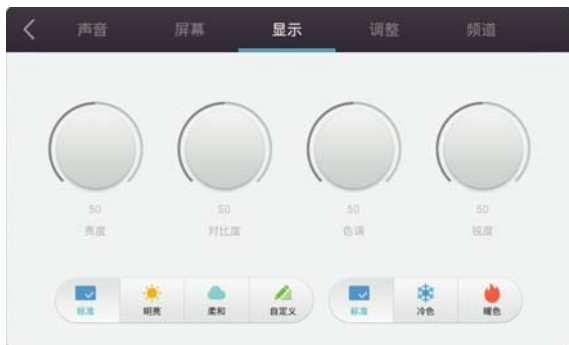 声音 屏幕 显示 调整 频道
50 50 50 50
亮度 对比度 色调 锐度
标准 明亮 柔和 自定义 标准 冷色 暖色